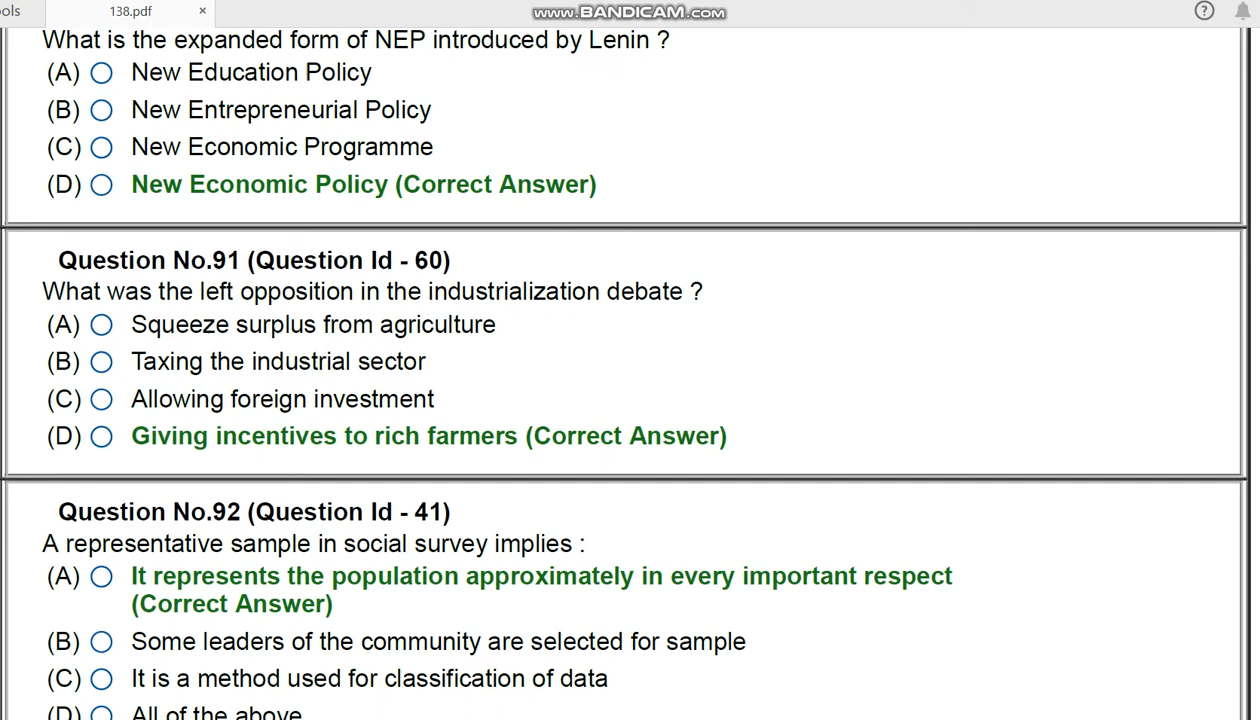 ools 138.pdf × www.BANDICAM.com ?
What is the expanded form of NEP introduced by Lenin ?
(A) New Education Policy
(B) New Entrepreneurial Policy
(C) New Economic Programme
(D) New Economic Policy (Correct Answer)
Question No.91 (Question Id - 60)
What was the left opposition in the industrialization debate ?
(A) Squeeze surplus from agriculture
(B) Taxing the industrial sector
(C) Allowing foreign investment
(D) Giving incentives to rich farmers (Correct Answer)
Question No.92 (Question Id - 41)
A representative sample in social survey implies :
(A) It represents the population approximately in every important respect
(Correct Answer)
(B) Some leaders of the community are selected for sample
(C) It is a method used for classification of data
(D) All of the above